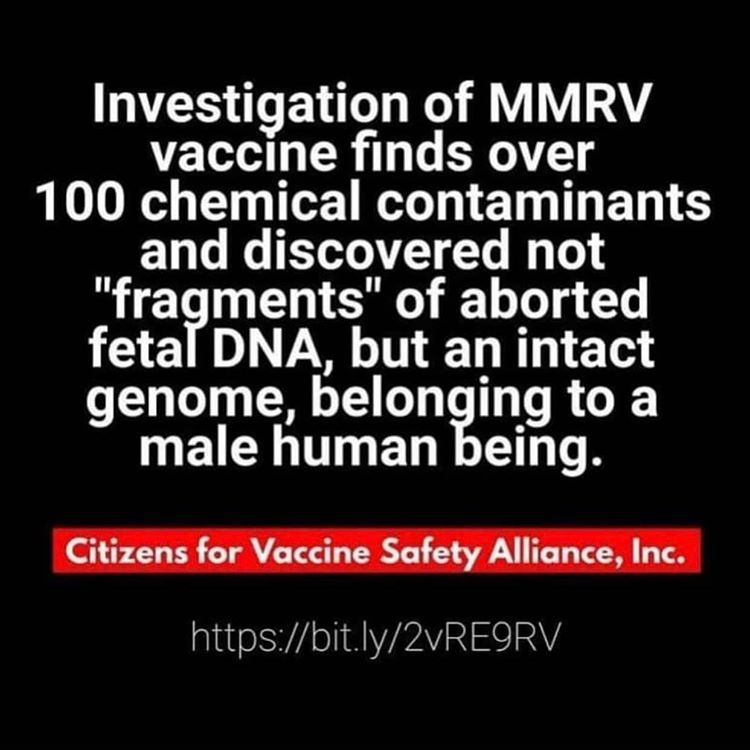 Investigation of MMRV
vaccine finds over
100 chemical contaminants
and discovered not
"fragments" of aborted
fetal DNA, but an intact
genome, belonging to a
male human being.
Citizens for Vaccine Safety Alliance, Inc.
https://bit.ly/2vRE9RV